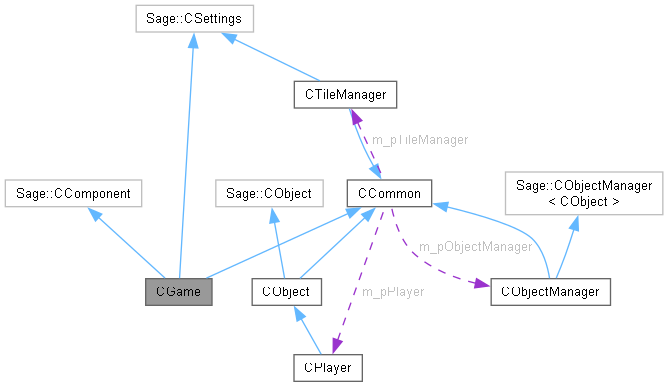 Sage::CSettings
CTileManager
m_pTileManager
Sage::CComponent
Sage::CObject
CCommon
Sage::CObjectManager
< CObject >
m_pObjectManager
CGame
CObject
m_pPlayer
CObjectManager
CPlayer